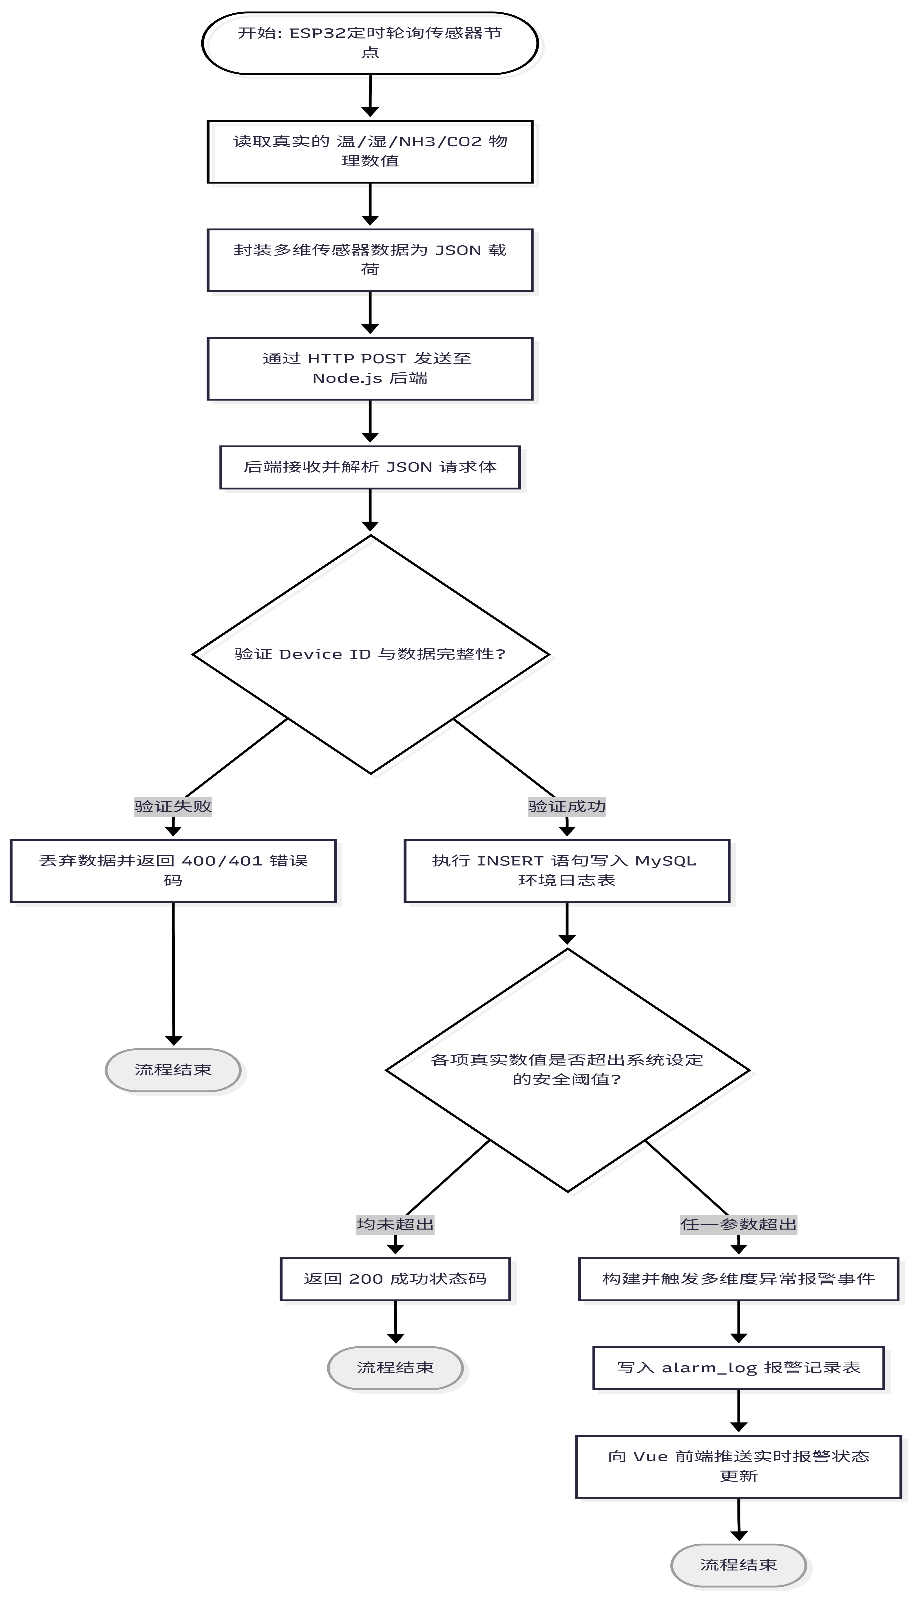 开始: ESP32定时轮询传感器节
点
读取真实的 温/湿/NH3/CO2 物
理数值
封装多维传感器数据为 JSON 载
荷
通过 HTTP POST 发送至
Node.js 后端
后端接收并解析 JSON 请求体
验证 Device ID 与数据完整性?
验证失败
验证成功
丢弃数据并返回 400/401 错误
码
执行 INSERT 语句写入 MySQL
环境日志表
流程结束
各项真实数值是否超出系统设定
的安全阈值?
均未超出
任一参数超出
返回 200 成功状态码
构建并触发多维度异常报警事件
流程结束
写入 alarm_log 报警记录表
向 Vue 前端推送实时报警状态
更新
流程结束